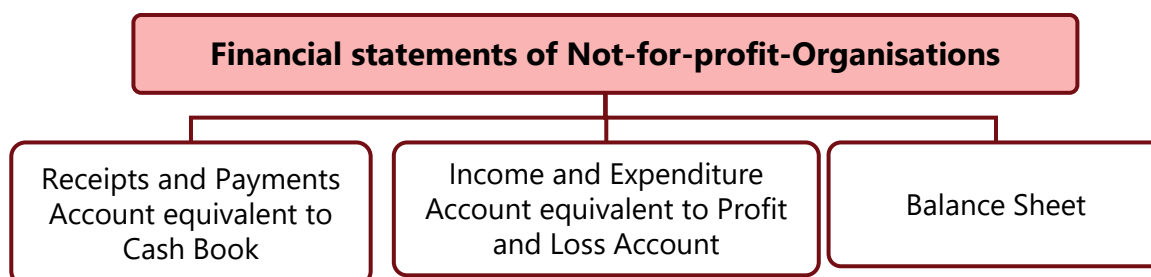 Financial statements of Not-for-profit-Organisations
Receipts and Payments
Account equivalent to
Cash Book
Income and Expenditure
Account equivalent to Profit
and Loss Account
Balance Sheet